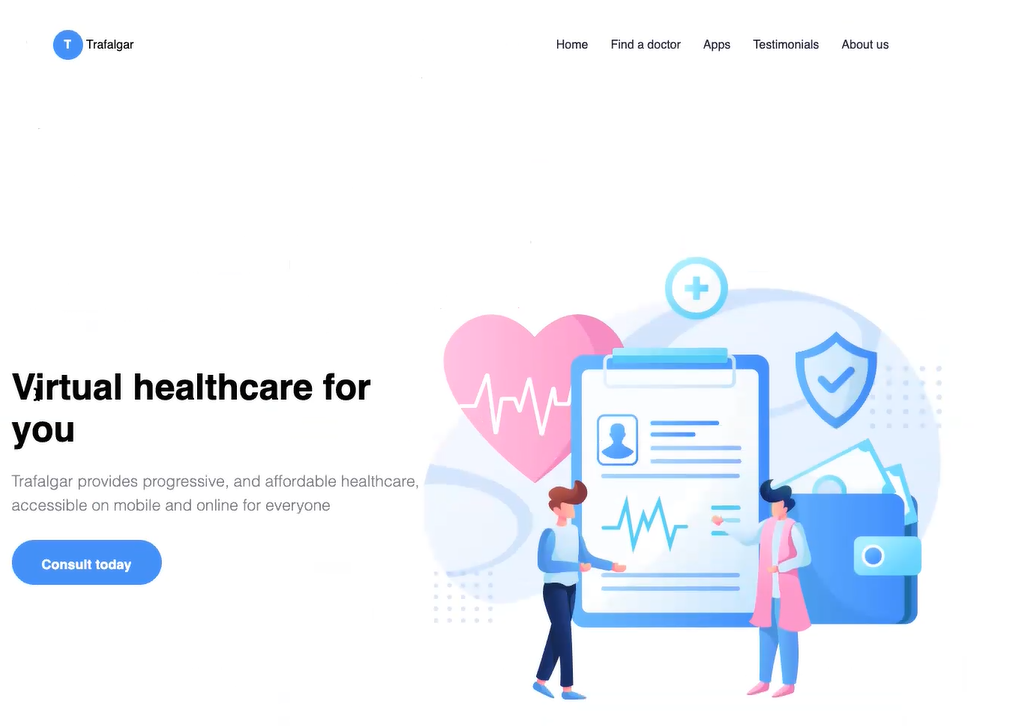 T Trafalgar
Home Find a doctor Apps Testimonials About us
Virtual healthcare for
you
Trafalgar provides progressive, and affordable healthcare,
accessible on mobile and online for everyone
Consult today